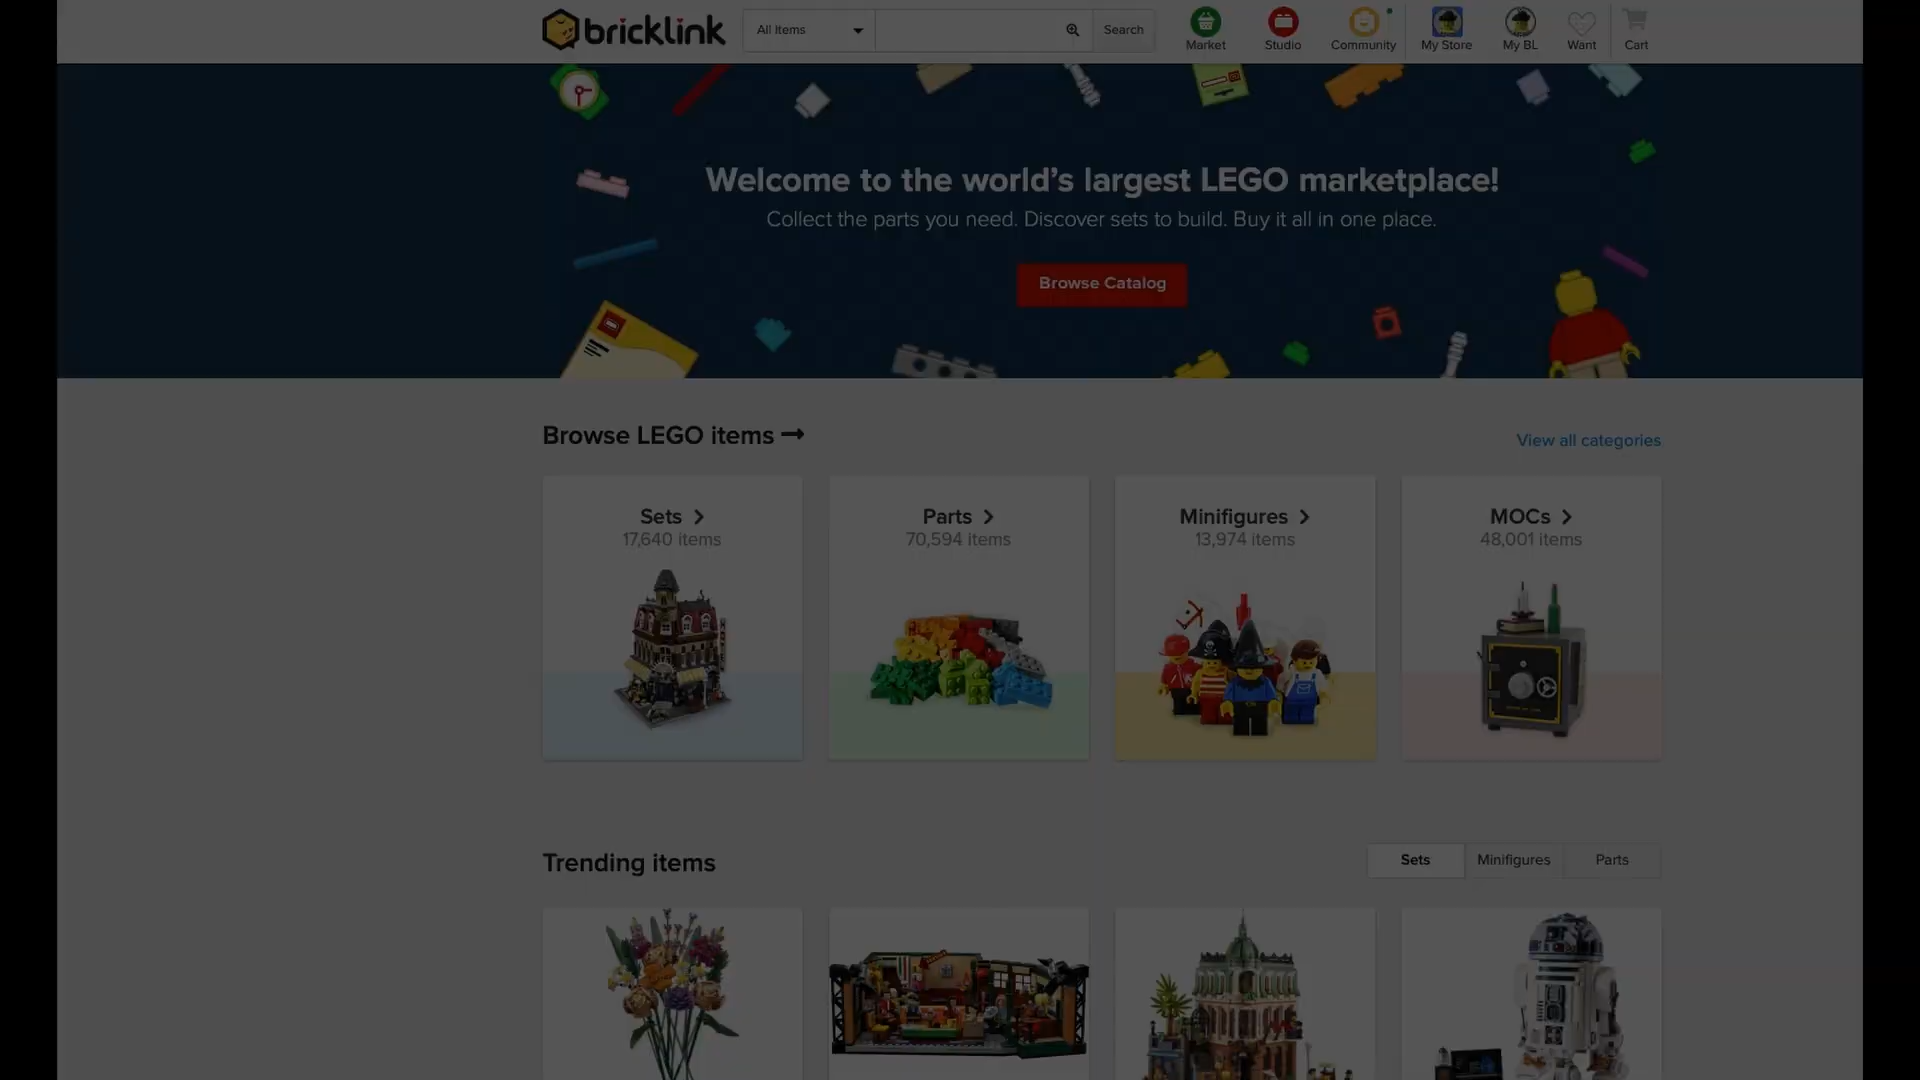 bricklink
All Items
Search
Market
Studio
Community
My Store
My BL
Want
Cart
Welcome to the world's largest LEGO marketplace!
Collect the parts you need. Discover sets to build. Buy it all in one place.
Browse Catalog
Browse LEGO items
View all categories
Sets
17,640 items
Parts
70,594 items
Minifigures
13,974 items
MOCs
48,001 items
Trending items
Sets
Minifigures
Parts